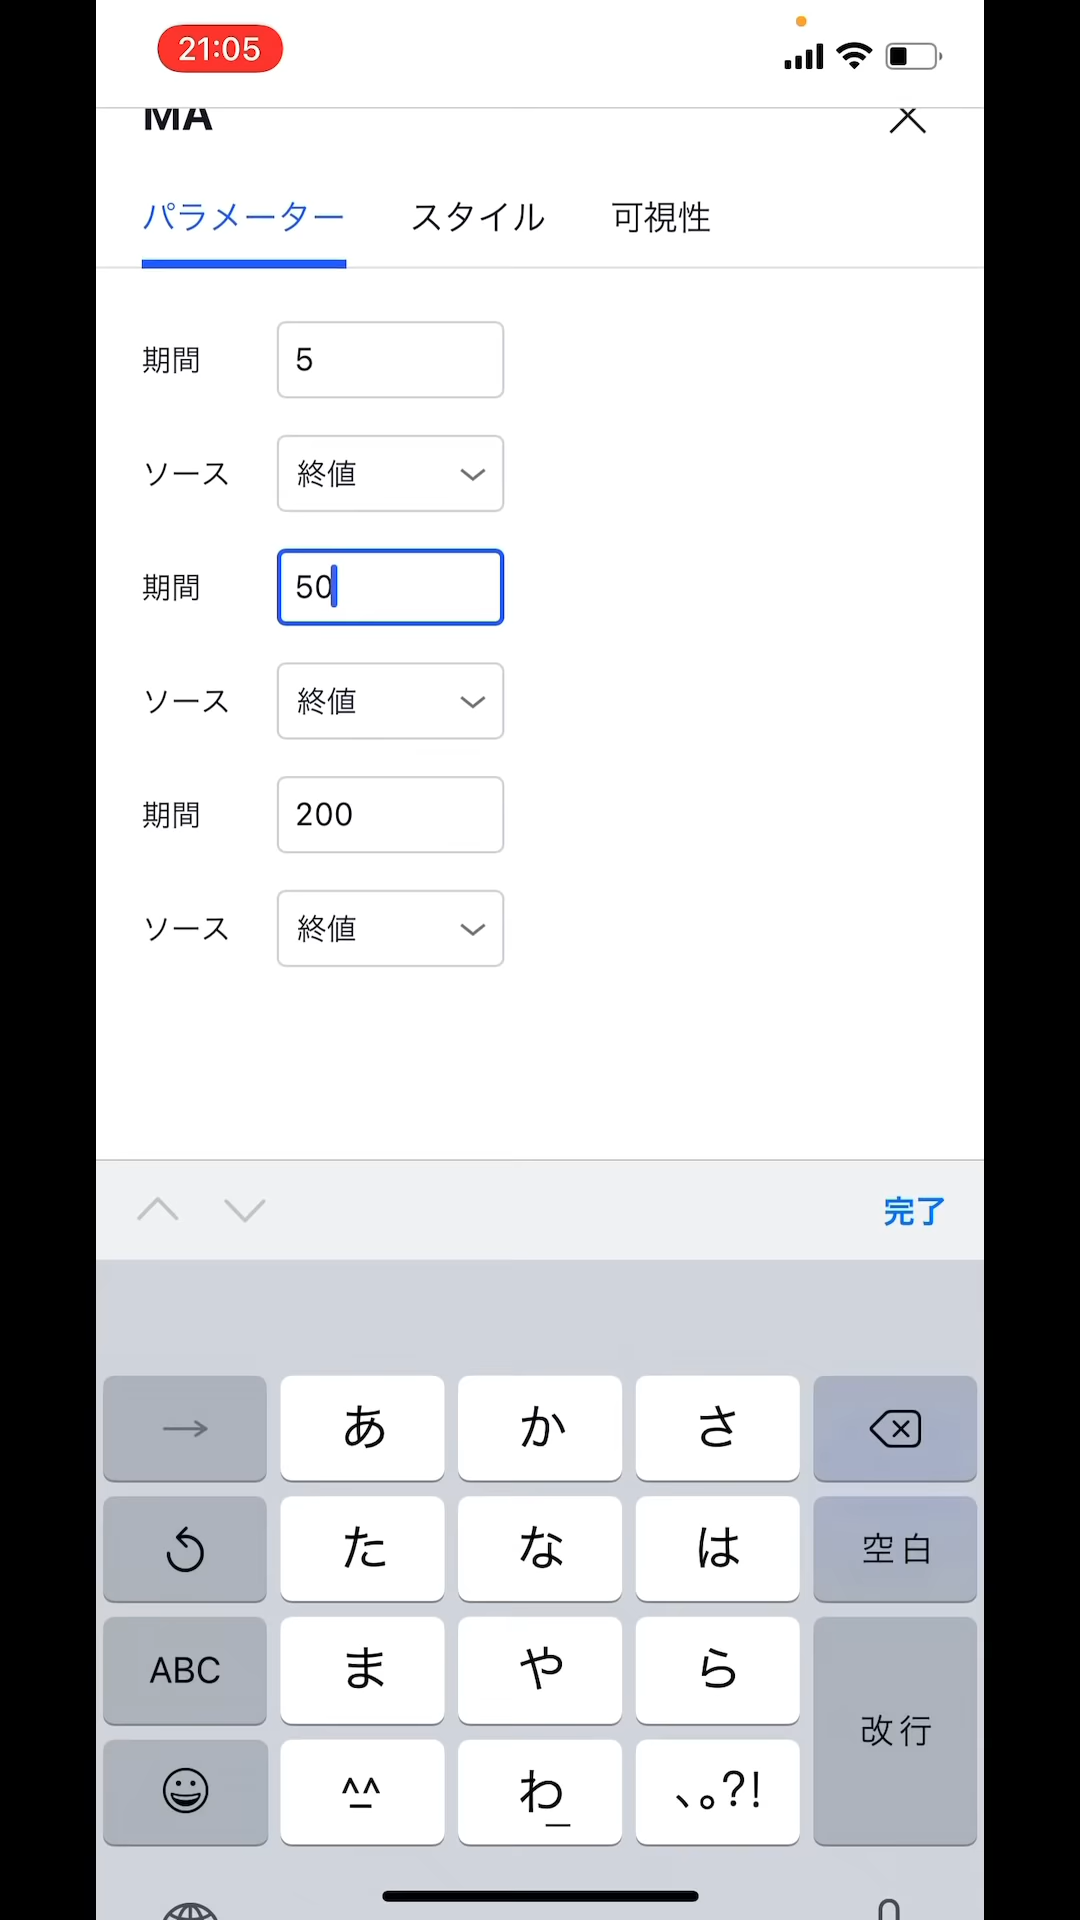 21:05
MA
パラメーター スタイル 可視性
期間 5
ソース 終値
期間 50
ソース 終値
期間 200
ソース 終値
完了
→ あ か さ
た な は 空白
ABC ま や ら
改行
^^ わ 、。?!